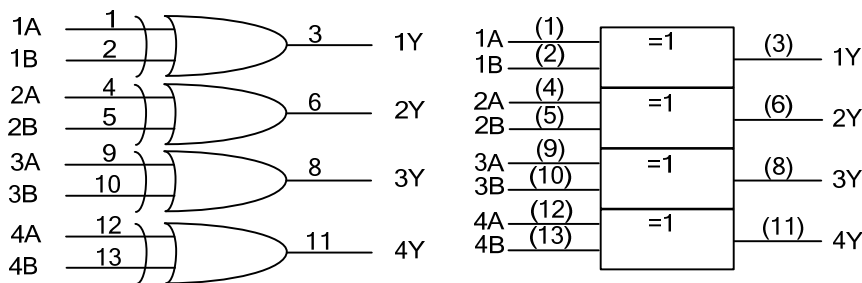 1A 1 3 1Y
1B 2
2A 4 6 2Y
2B 5
3A 9 8 3Y
3B 10
4A 12 11 4Y
4B 13
1A (1) =1 (3) 1Y
1B (2)
2A (4) =1 (6) 2Y
2B (5)
3A (9) =1 (8) 3Y
3B (10)
4A (12) =1 (11) 4Y
4B (13)